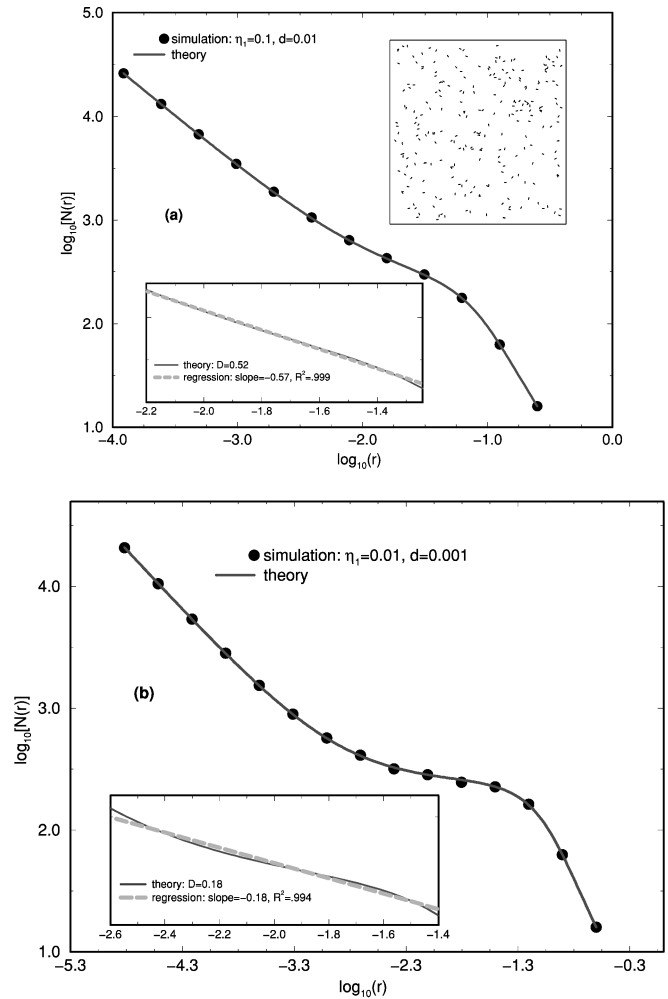 5.0
simulation: η1=0.1, d=0.01
theory
4.0
log10[N(r)]
(a)
3.0
2.0
theory: D=0.52
regression: slope=−0.57, R2=.999
−2.2 −2.0 −1.8 −1.6 −1.4
1.0
−4.0 −3.0 −2.0 −1.0 0.0
log10(r)
simulation: η1=0.01, d=0.001
theory
4.0
(b)
log10[N(r)]
3.0
2.0
theory: D=0.18
regression: slope=−0.18, R2=.994
−2.6 −2.4 −2.2 −2.0 −1.8 −1.6 −1.4
1.0
−5.3 −4.3 −3.3 −2.3 −1.3 −0.3
log10(r)